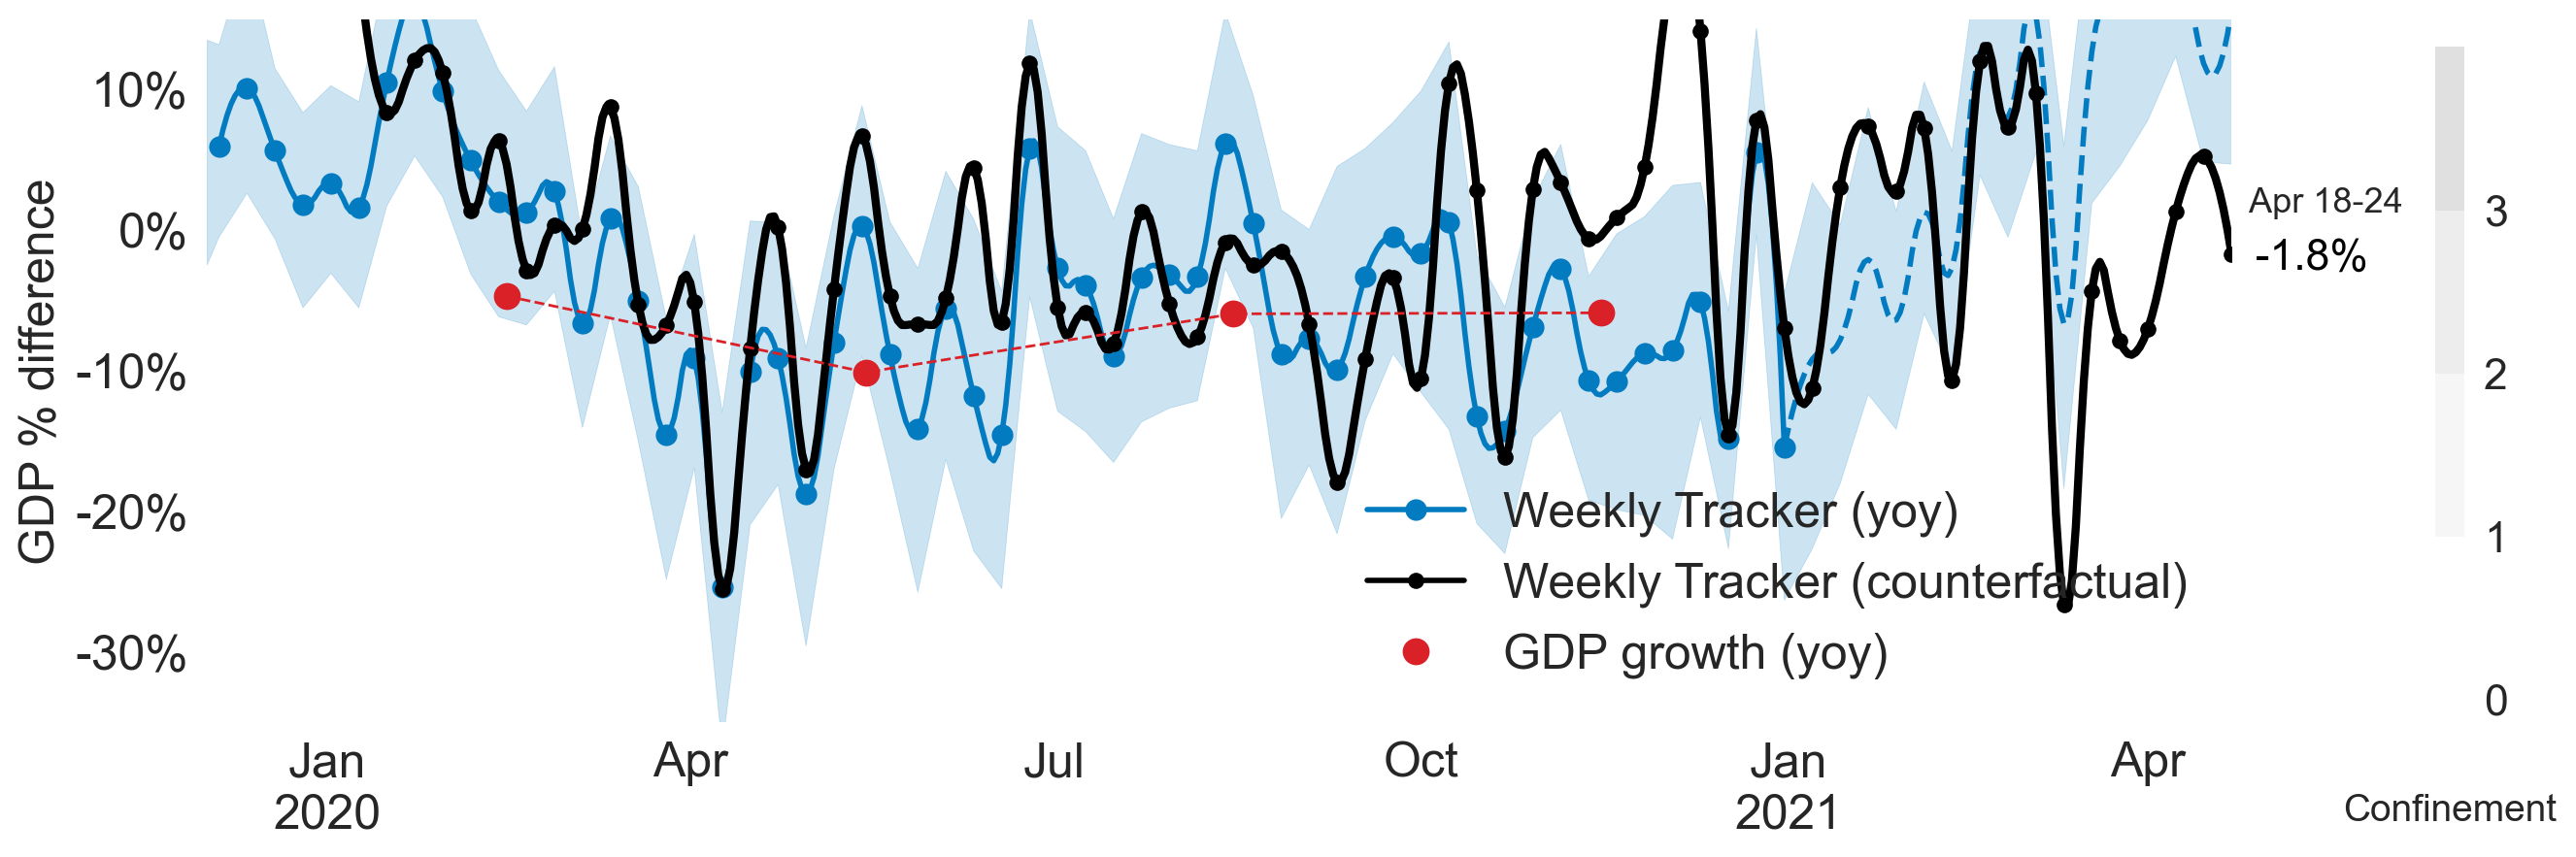 GDP % difference
10%
0%
-10%
-20%
-30%
Weekly Tracker (yoy)
Weekly Tracker (counterfactual)
GDP growth (yoy)
Apr 18-24
-1.8%
3
2
1
0
Jan
2020
Apr
Jul
Oct
Jan
2021
Apr
Confinement